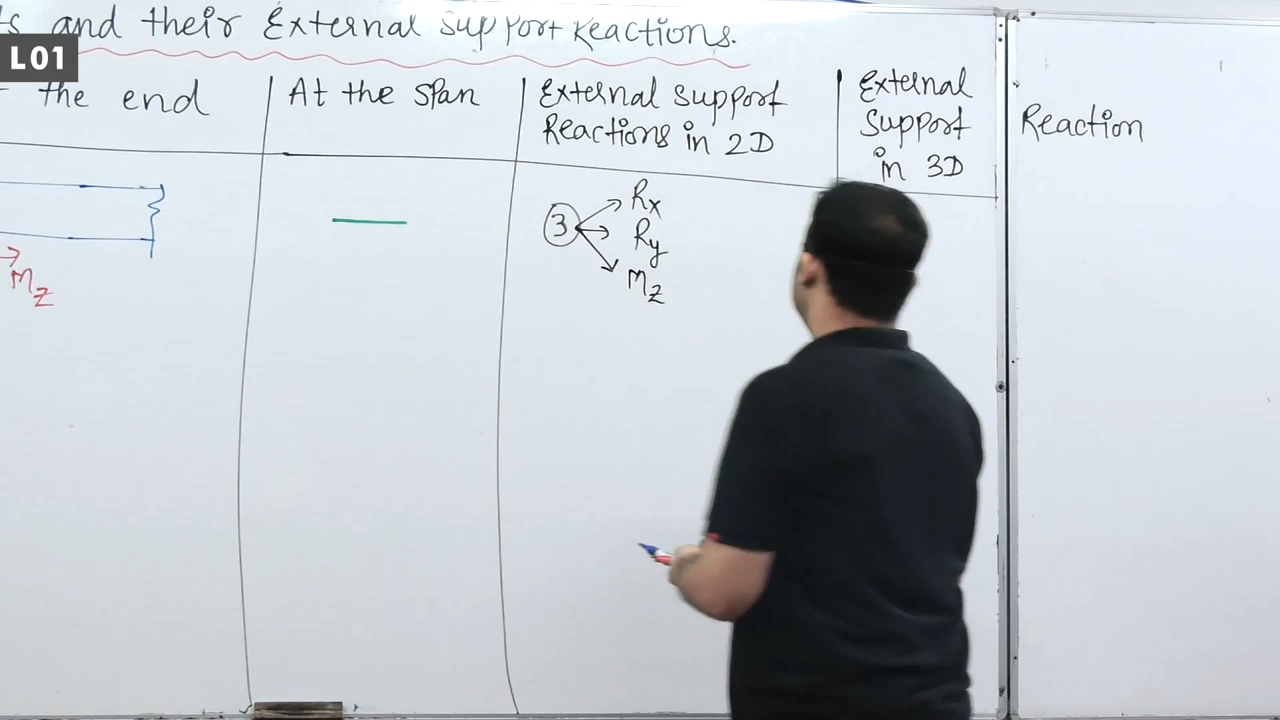 and their External Support Reactions.
L01
the end
At the span
External support
Reactions in 2D
External
Support
in 3D
Reaction
3
Rx
Ry
Mz
Mz